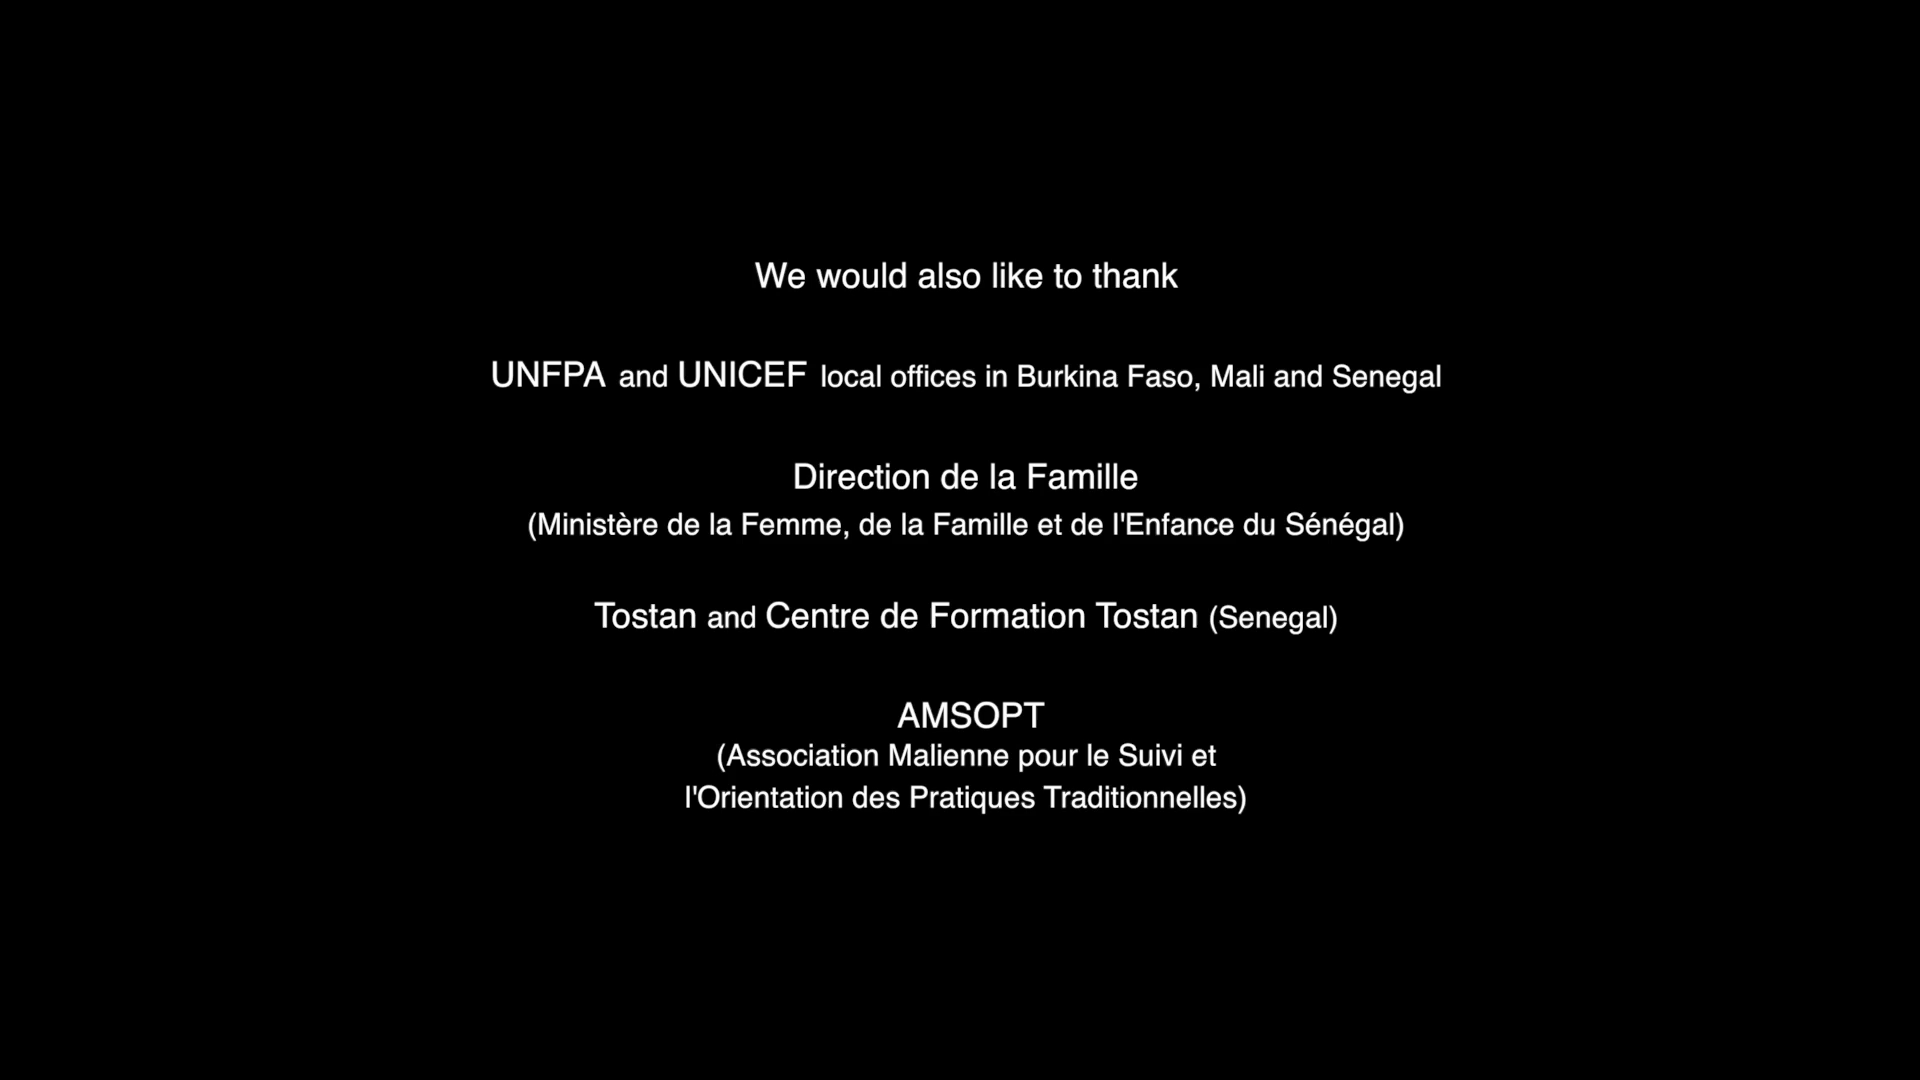 We would also like to thank
UNFPA and UNICEF local offices in Burkina Faso, Mali and Senegal
Direction de la Famille
(Ministère de la Femme, de la Famille et de l'Enfance du Sénégal)
Tostan and Centre de Formation Tostan (Senegal)
AMSOPT
(Association Malienne pour le Suivi et
l'Orientation des Pratiques Traditionnelles)